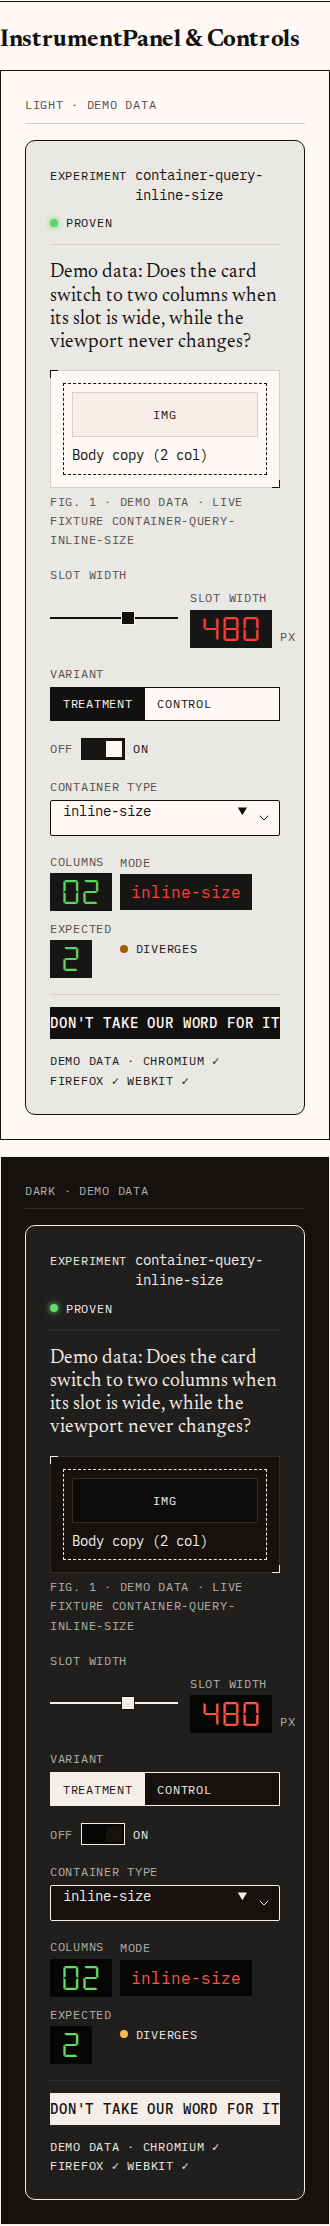 InstrumentPanel & Controls
LIGHT · DEMO DATA
EXPERIMENT container-query-
inline-size
PROVEN
Demo data: Does the card
switch to two columns when
its slot is wide, while the
viewport never changes?
IMG
Body copy (2 col)
FIG. 1 · DEMO DATA · LIVE
FIXTURE CONTAINER-QUERY-
INLINE-SIZE
SLOT WIDTH
SLOT WIDTH
480 PX
VARIANT
TREATMENT CONTROL
OFF ON
CONTAINER TYPE
inline-size
COLUMNS MODE
02 inline-size
EXPECTED
2 DIVERGES
DON'T TAKE OUR WORD FOR IT
DEMO DATA · CHROMIUM ✓
FIREFOX ✓ WEBKIT ✓
DARK · DEMO DATA
EXPERIMENT container-query-
inline-size
PROVEN
Demo data: Does the card
switch to two columns when
its slot is wide, while the
viewport never changes?
IMG
Body copy (2 col)
FIG. 1 · DEMO DATA · LIVE
FIXTURE CONTAINER-QUERY-
INLINE-SIZE
SLOT WIDTH
SLOT WIDTH
480 PX
VARIANT
TREATMENT CONTROL
OFF ON
CONTAINER TYPE
inline-size
COLUMNS MODE
02 inline-size
EXPECTED
2 DIVERGES
DON'T TAKE OUR WORD FOR IT
DEMO DATA · CHROMIUM ✓
FIREFOX ✓ WEBKIT ✓